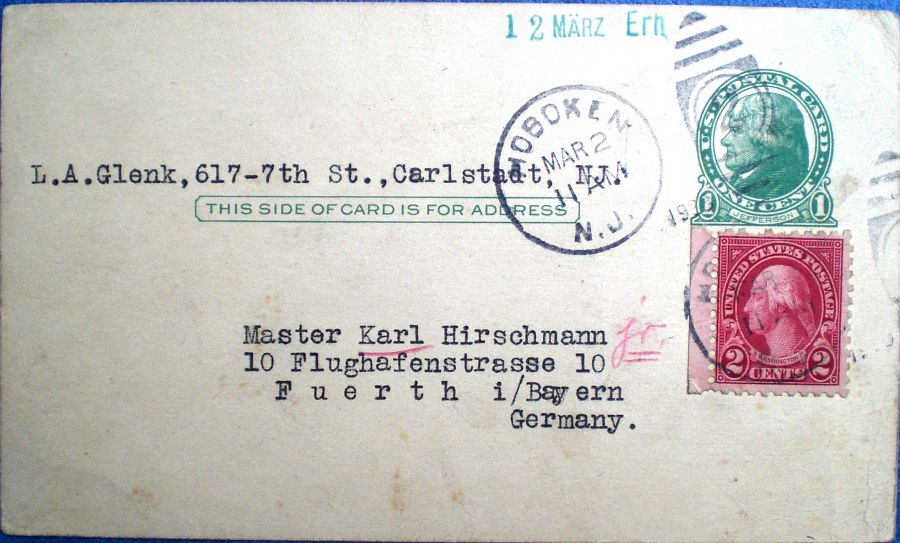 12 MÄRZ Erh
HOBOKEN
MAR 2
11 AM
N.J.
U.S. POSTAL CARD
1 ONE CENT 1
JEFFERSON
L.A.Glenk,617-7th St.,Carlstadt, NJ.
THIS SIDE OF CARD IS FOR ADDRESS
UNITED STATES POSTAGE
WASHINGTON
2 CENTS 2
Master Karl Hirschmann jr.
10 Flughafenstrasse 10
F u e r t h i/Bayern
Germany.